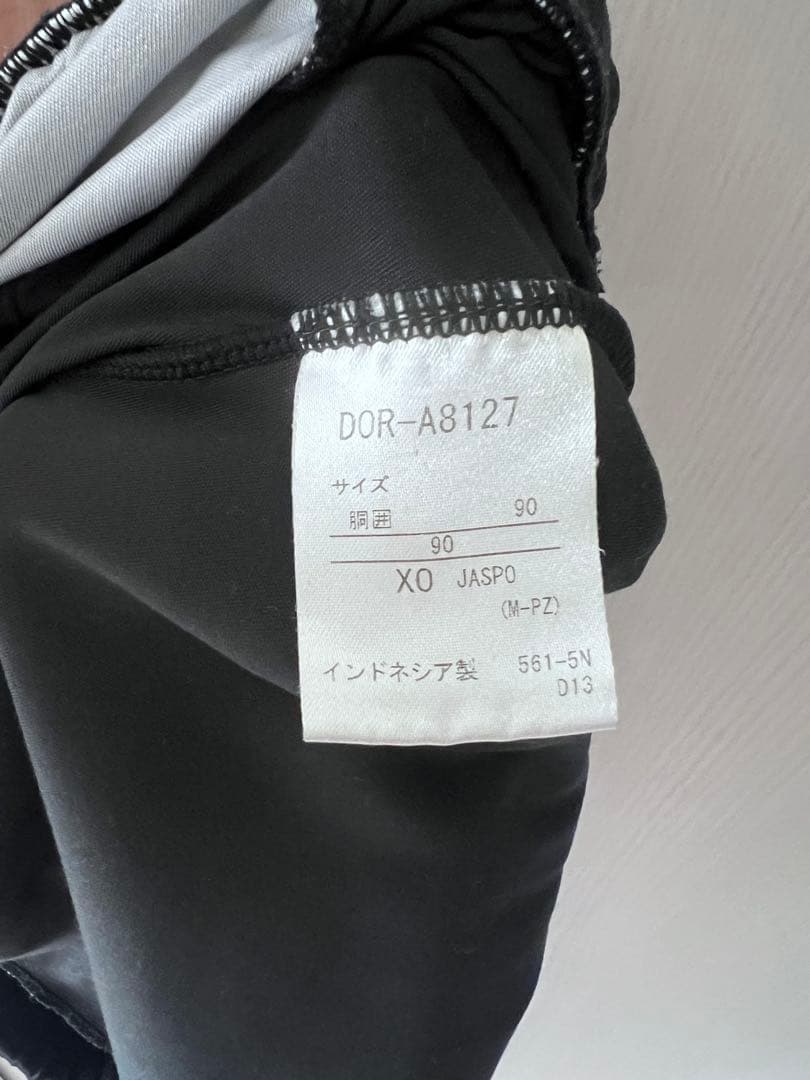 DOR-A8127
サイズ
胴囲 90
90
XO JASPO
(M-PZ)
インドネシア製 561-5N
D13